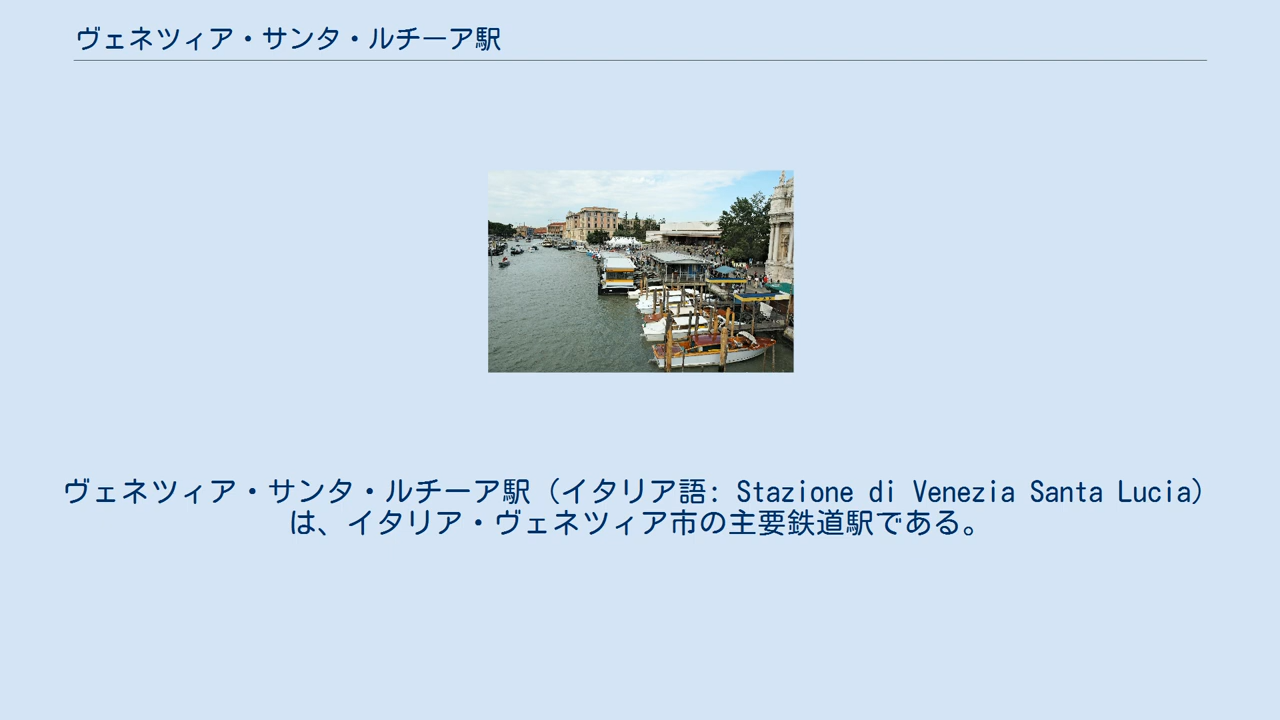 ヴェネツィア・サンタ・ルチーア駅
ヴェネツィア・サンタ・ルチーア駅（イタリア語: Stazione di Venezia Santa Lucia）
は、イタリア・ヴェネツィア市の主要鉄道駅である。